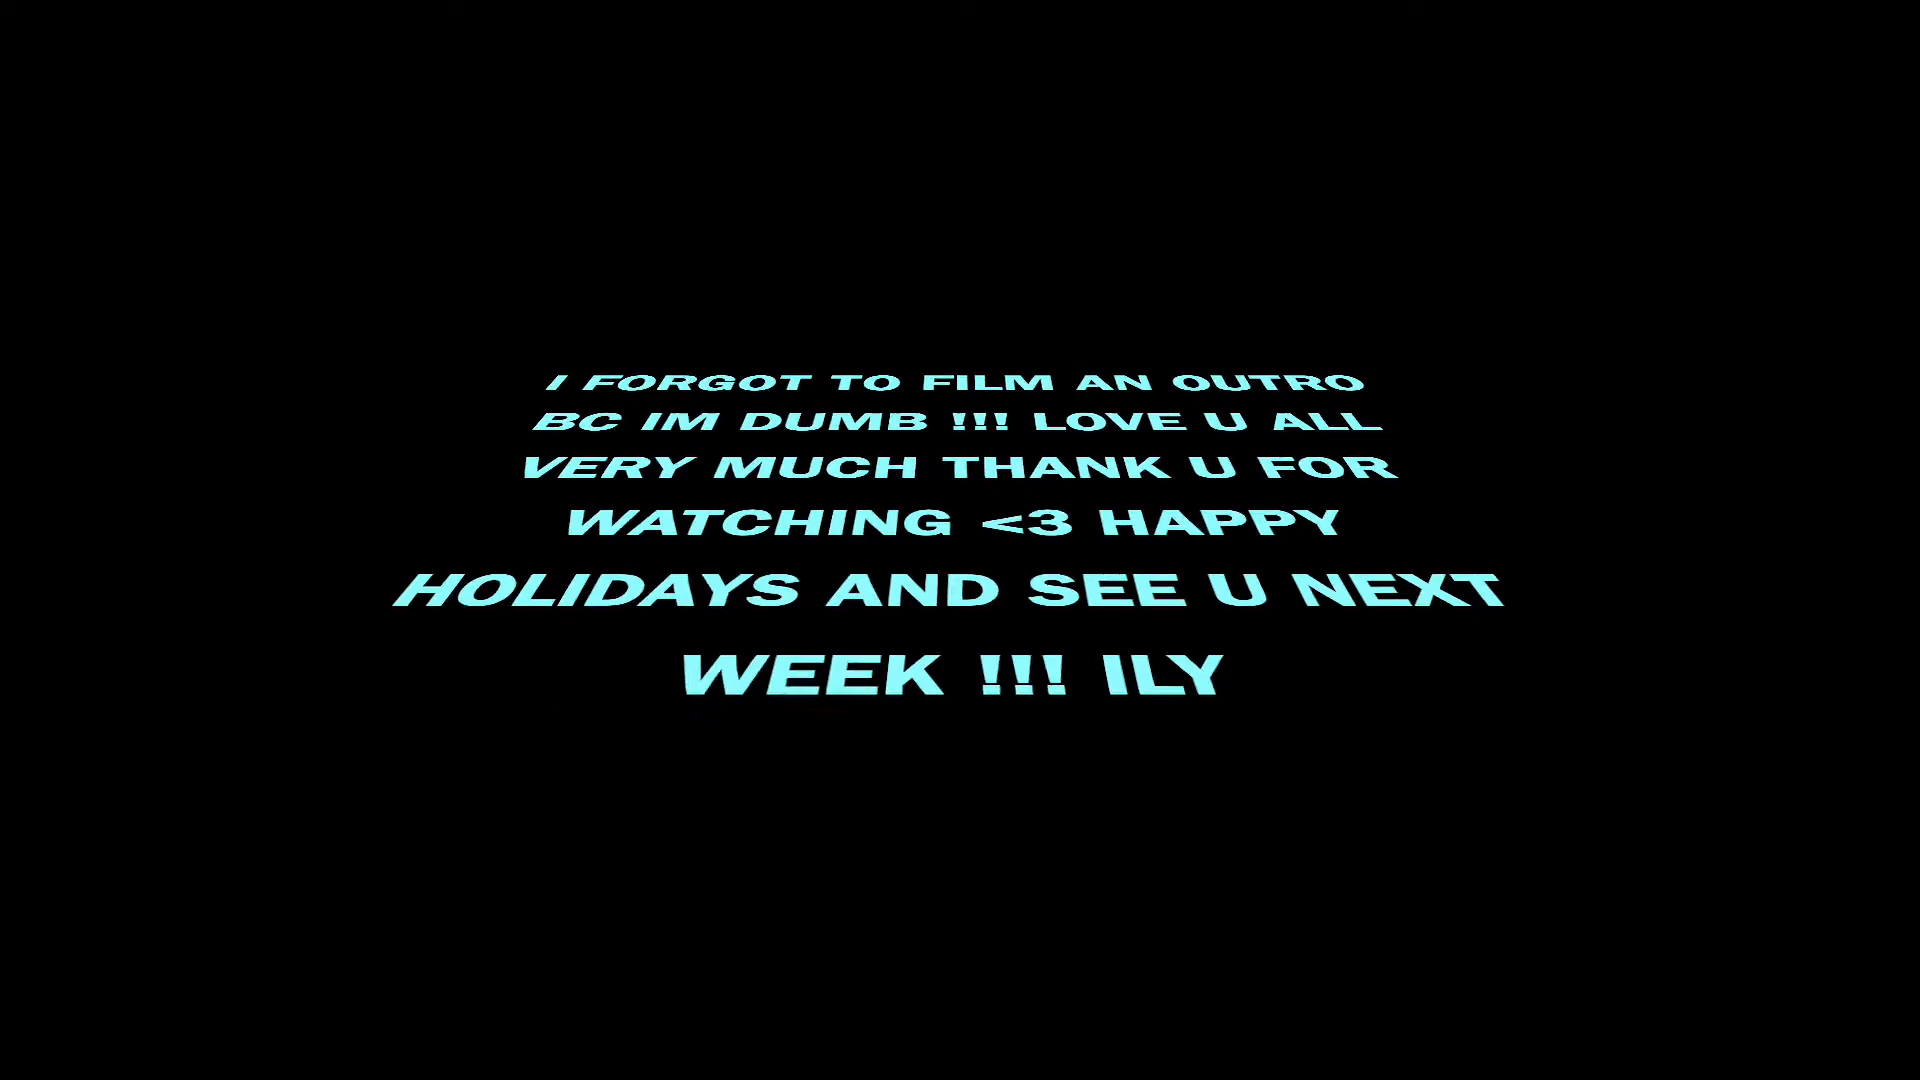 I FORGOT TO FILM AN OUTRO
BC IM DUMB !!! LOVE U ALL
VERY MUCH THANK U FOR
WATCHING <3 HAPPY
HOLIDAYS AND SEE U NEXT
WEEK !!! ILY